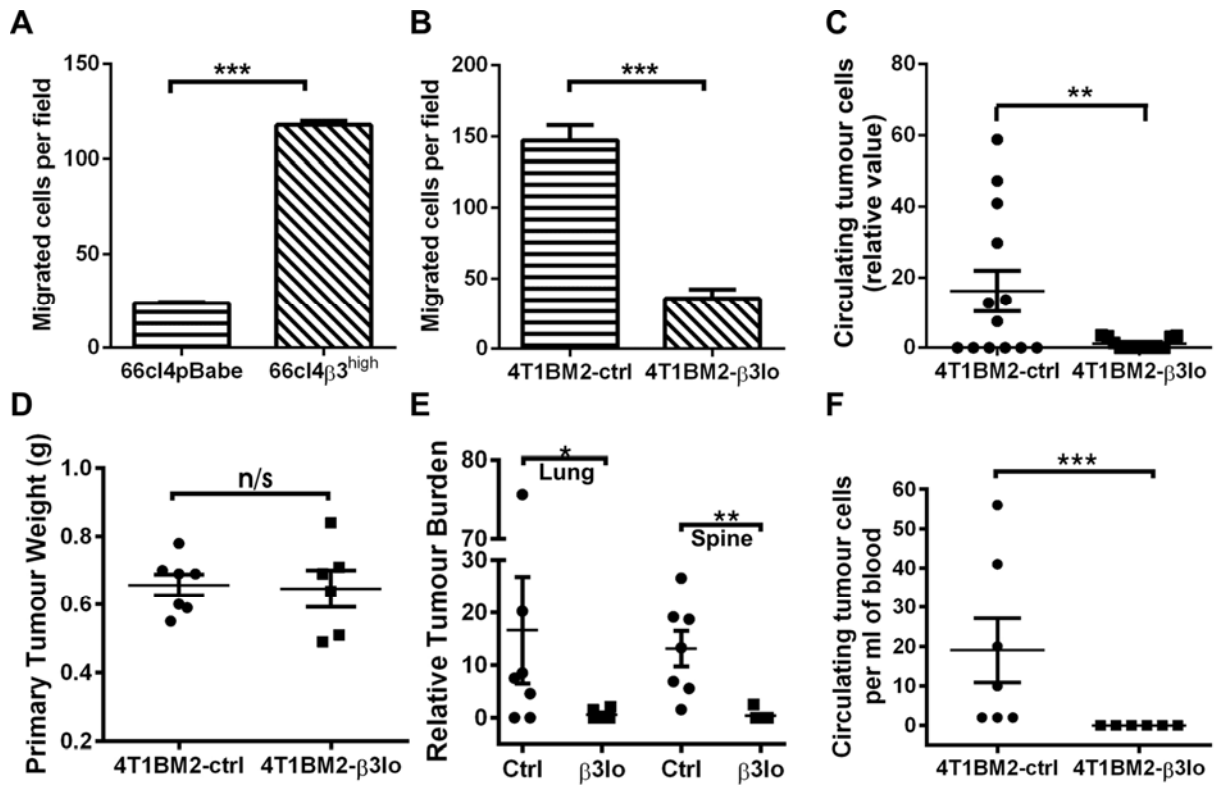 A
Migrated cells per field
150
100
50
0
***
66cl4pBabe
66cl4β3high
B
Migrated cells per field
200
150
100
50
0
***
4T1BM2-ctrl
4T1BM2-β3lo
C
Circulating tumour cells
(relative value)
80
60
40
20
0
**
4T1BM2-ctrl
4T1BM2-β3lo
D
Primary Tumour Weight (g)
1.0
0.8
0.6
0.4
0.2
n/s
4T1BM2-ctrl
4T1BM2-β3lo
E
Relative Tumour Burden
80
70
30
20
10
0
*
Lung
**
Spine
Ctrl
β3lo
Ctrl
β3lo
F
Circulating tumour cells
per ml of blood
60
50
40
30
20
10
0
***
4T1BM2-ctrl
4T1BM2-β3lo